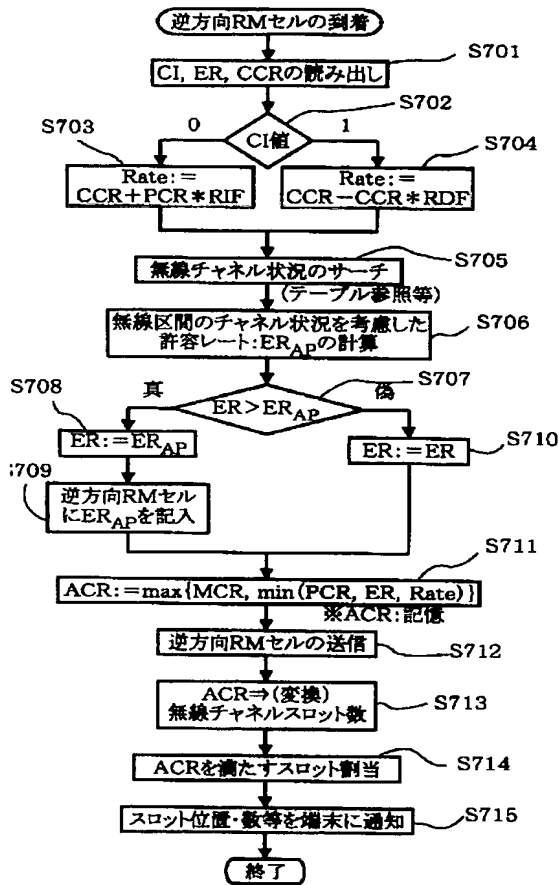 逆方向RMセルの到着
S701
CI, ER, CCRの読み出し
S702
S703
0
CI値
1
S704
Rate:=
CCR+PCR*RIF
Rate:=
CCR−CCR*RDF
S705
無線チャネル状況のサーチ
(テーブル参照等)
S706
無線区間のチャネル状況を考慮した
許容レート:ERAPの計算
S707
S708
真
ER>ERAP
偽
ER:=ERAP
ER:=ER
S710
S709
逆方向RMセル
にERAPを記入
S711
ACR:=max{MCR, min(PCR, ER, Rate)}
※ACR:記憶
逆方向RMセルの送信
S712
ACR⇒(変換)
無線チャネルスロット数
S713
S714
ACRを満たすスロット割当
スロット位置・数等を端末に通知
S715
終了